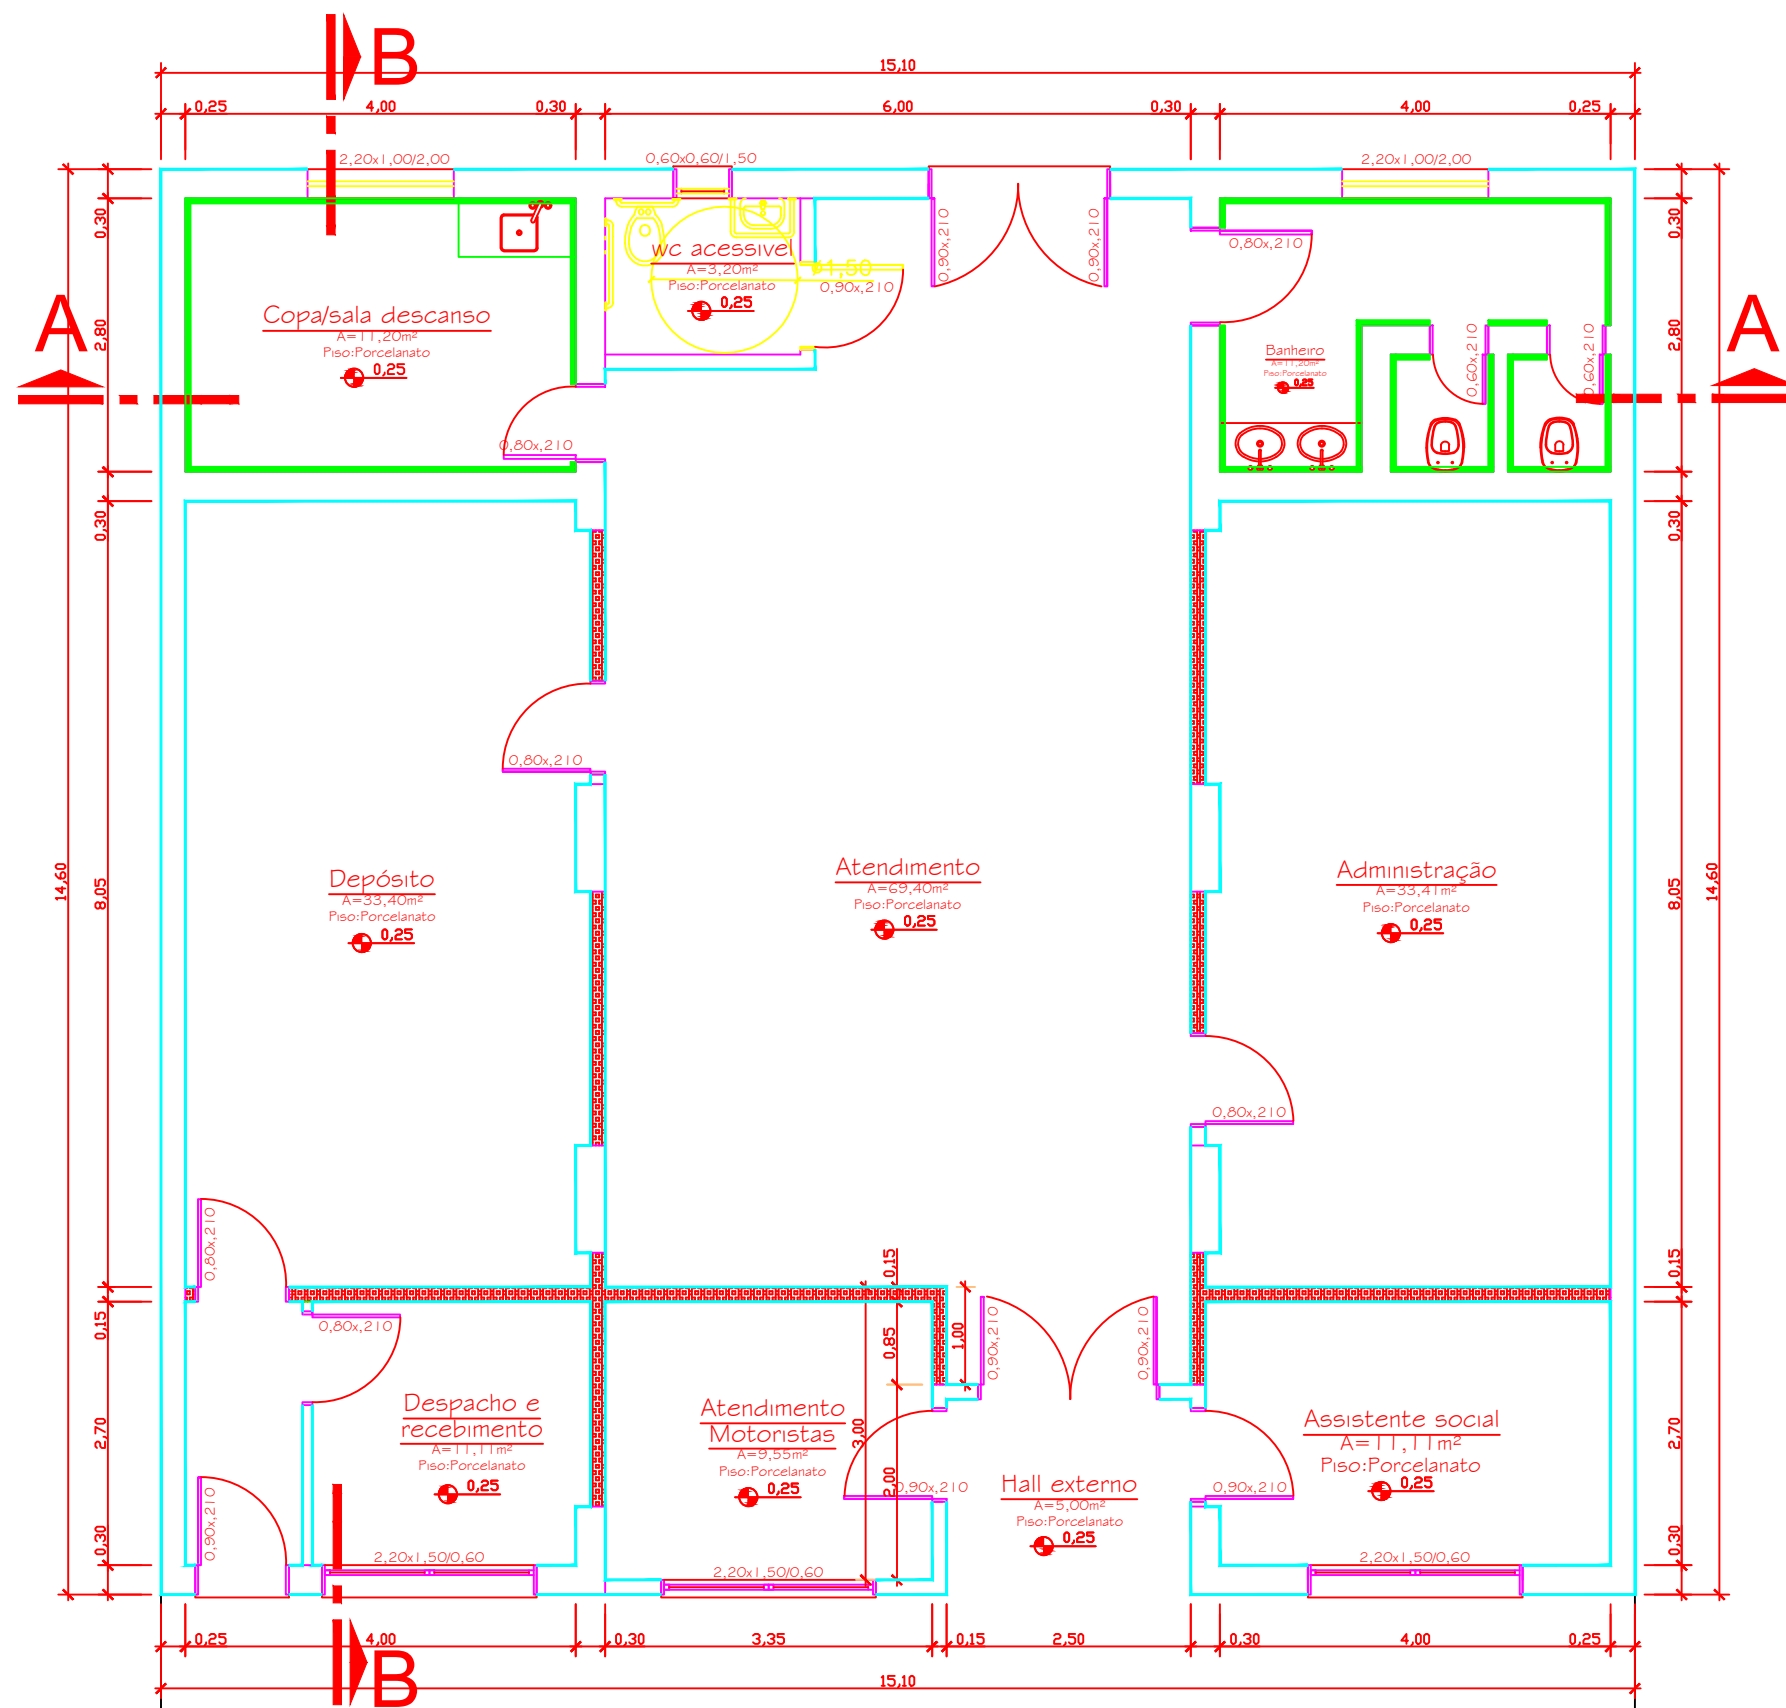 B
15,10
0,25
4,00
0,30
6,00
0,30
4,00
0,25
2,20x1,00/2,00
0,60x0,60/1,50
2,20x1,00/2,00
0,30
0,90x,210
0,90x,210
0,80x,210
0,30
wc acessivel
A=3,20m²
Piso:Porcelanato
0,25
0,90x,210
A
2,80
Copa/sala descanso
A=11,20m²
Piso:Porcelanato
0,25
Banheiro
A=11,20m²
Piso:Porcelanato
0,25
0,60x,210
0,60x,210
2,80
A
0,80x,210
0,30
0,30
0,80x,210
14,60
8,05
Depósito
A=33,40m²
Piso:Porcelanato
0,25
Atendimento
A=69,40m²
Piso:Porcelanato
0,25
Administração
A=33,41m²
Piso:Porcelanato
0,25
8,05
14,60
0,80x,210
0,80x,210
0,15
0,15
0,15
0,80x,210
0,85
1,00
0,90x,210
0,90x,210
2,70
Despacho e
recebimento
A=11,11m²
Piso:Porcelanato
0,25
Atendimento
Motoristas
A=9,55m²
Piso:Porcelanato
0,25
3,00
2,00
0,90x,210
Hall externo
A=5,00m²
Piso:Porcelanato
0,25
0,90x,210
Assistente social
A=11,11m²
Piso:Porcelanato
0,25
2,70
0,30
0,90x,210
2,20x1,50/0,60
2,20x1,50/0,60
2,20x1,50/0,60
0,30
0,25
4,00
0,30
3,35
0,15
2,50
0,30
4,00
0,25
B
15,10